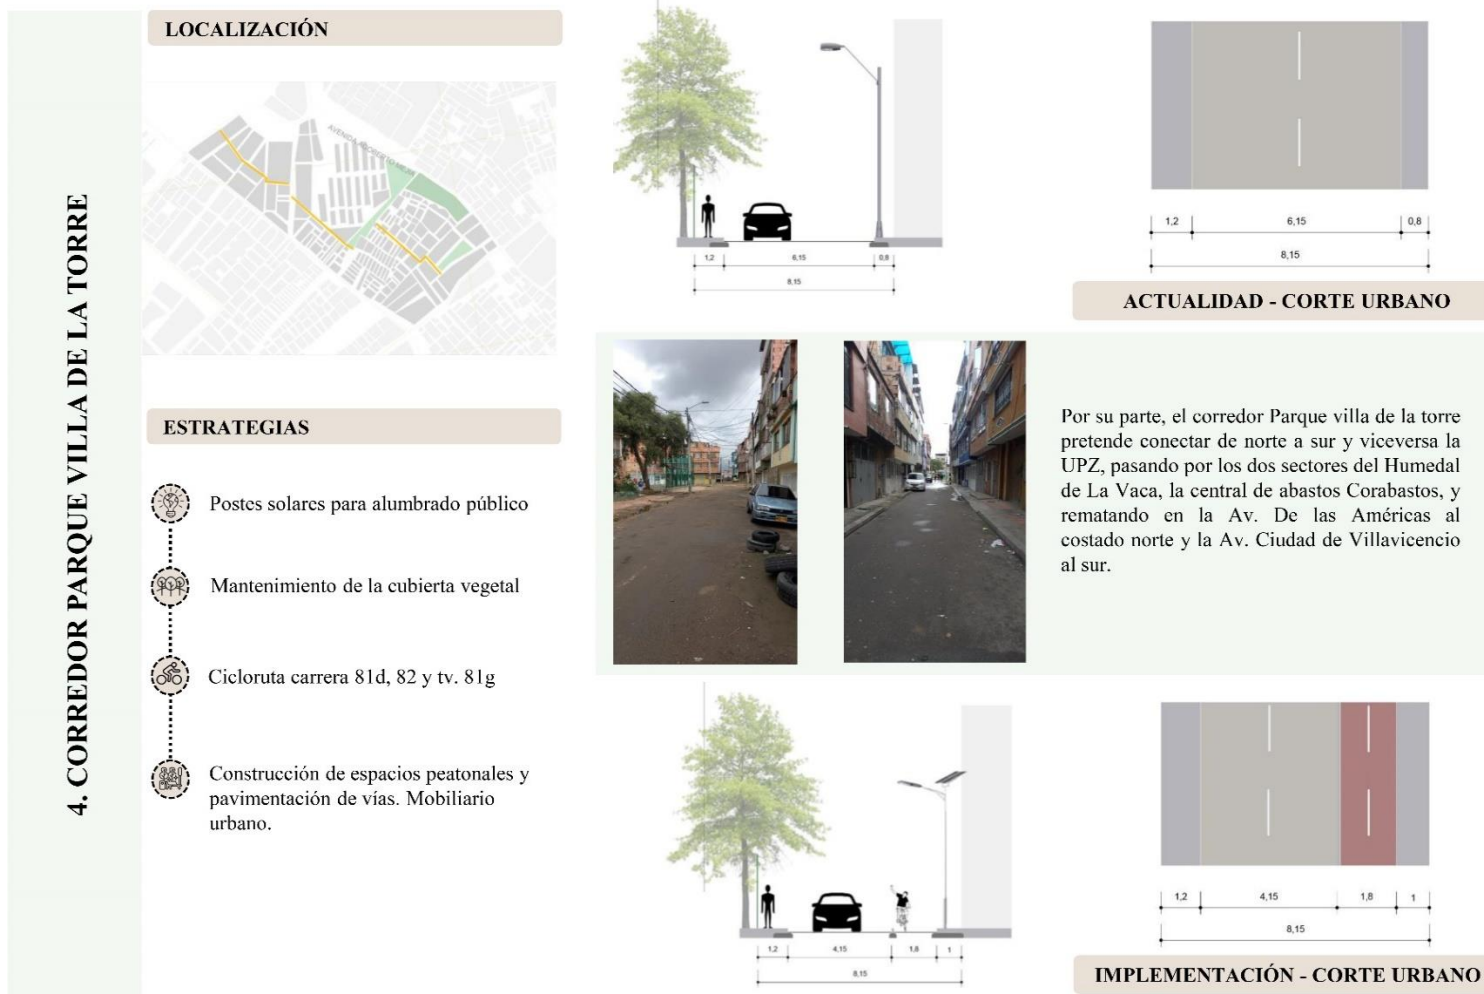 4. CORREDOR PARQUE VILLA DE LA TORRE
LOCALIZACIÓN
ESTRATEGIAS
Postes solares para alumbrado público
Mantenimiento de la cubierta vegetal
Cicloruta carrera 81d, 82 y tv. 81g
Construcción de espacios peatonales y
pavimentación de vías. Mobiliario
urbano.
1,2 6,15 0,8
8,15
1,2 6,15 0,8
8,15
ACTUALIDAD - CORTE URBANO
Por su parte, el corredor Parque villa de la torre
pretende conectar de norte a sur y viceversa la
UPZ, pasando por los dos sectores del Humedal
de La Vaca, la central de abastos Corabastos, y
rematando en la Av. De las Américas al
costado norte y la Av. Ciudad de Villavicencio
al sur.
1,2 4,15 1,8 1
8,15
1,2 4,15 1,8 1
8,15
IMPLEMENTACIÓN - CORTE URBANO